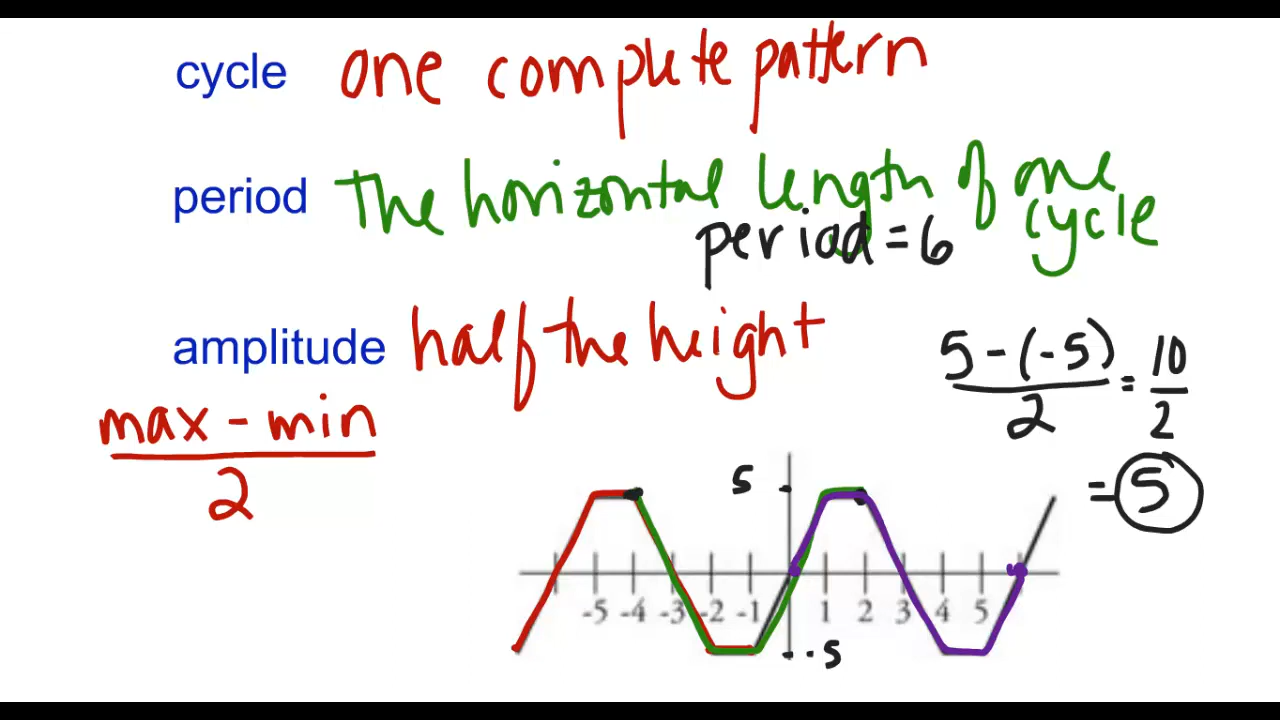 cycle one complete pattern
period The horizontal length of one
cycle
period = 6
amplitude half the height
max - min
2
5 - (-5)
2
= 10
2
= 5
5
-5 -4 -3 -2 -1 1 2 3 4 5
-5